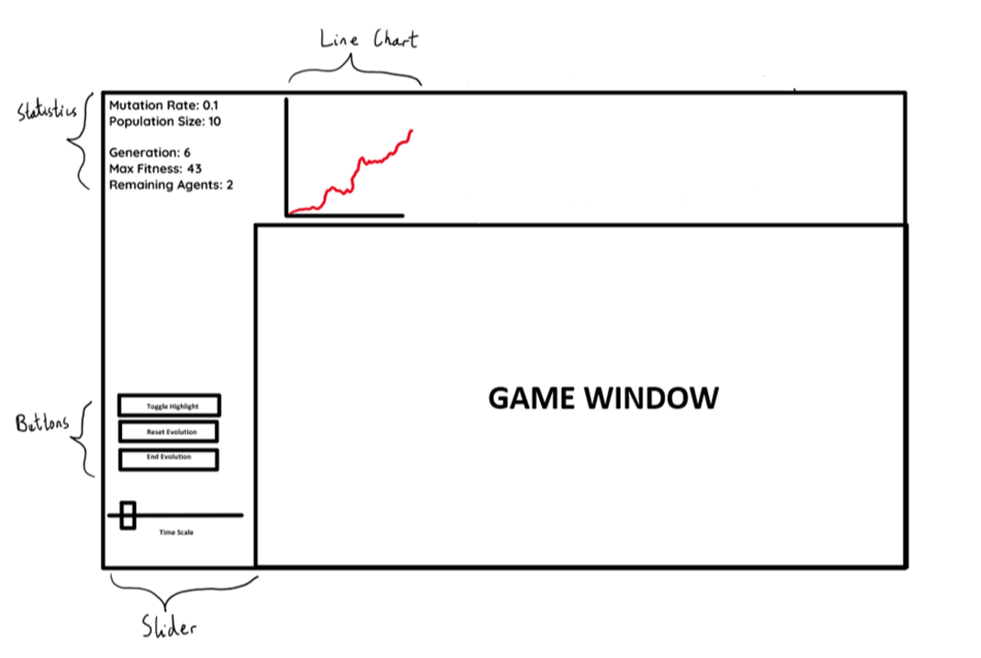 Line Chart
Statistics
Mutation Rate: 0.1
Population Size: 10
Generation: 6
Max Fitness: 43
Remaining Agents: 2
GAME WINDOW
Buttons
Toggle Highlight
Reset Evolution
End Evolution
Time Scale
Slider